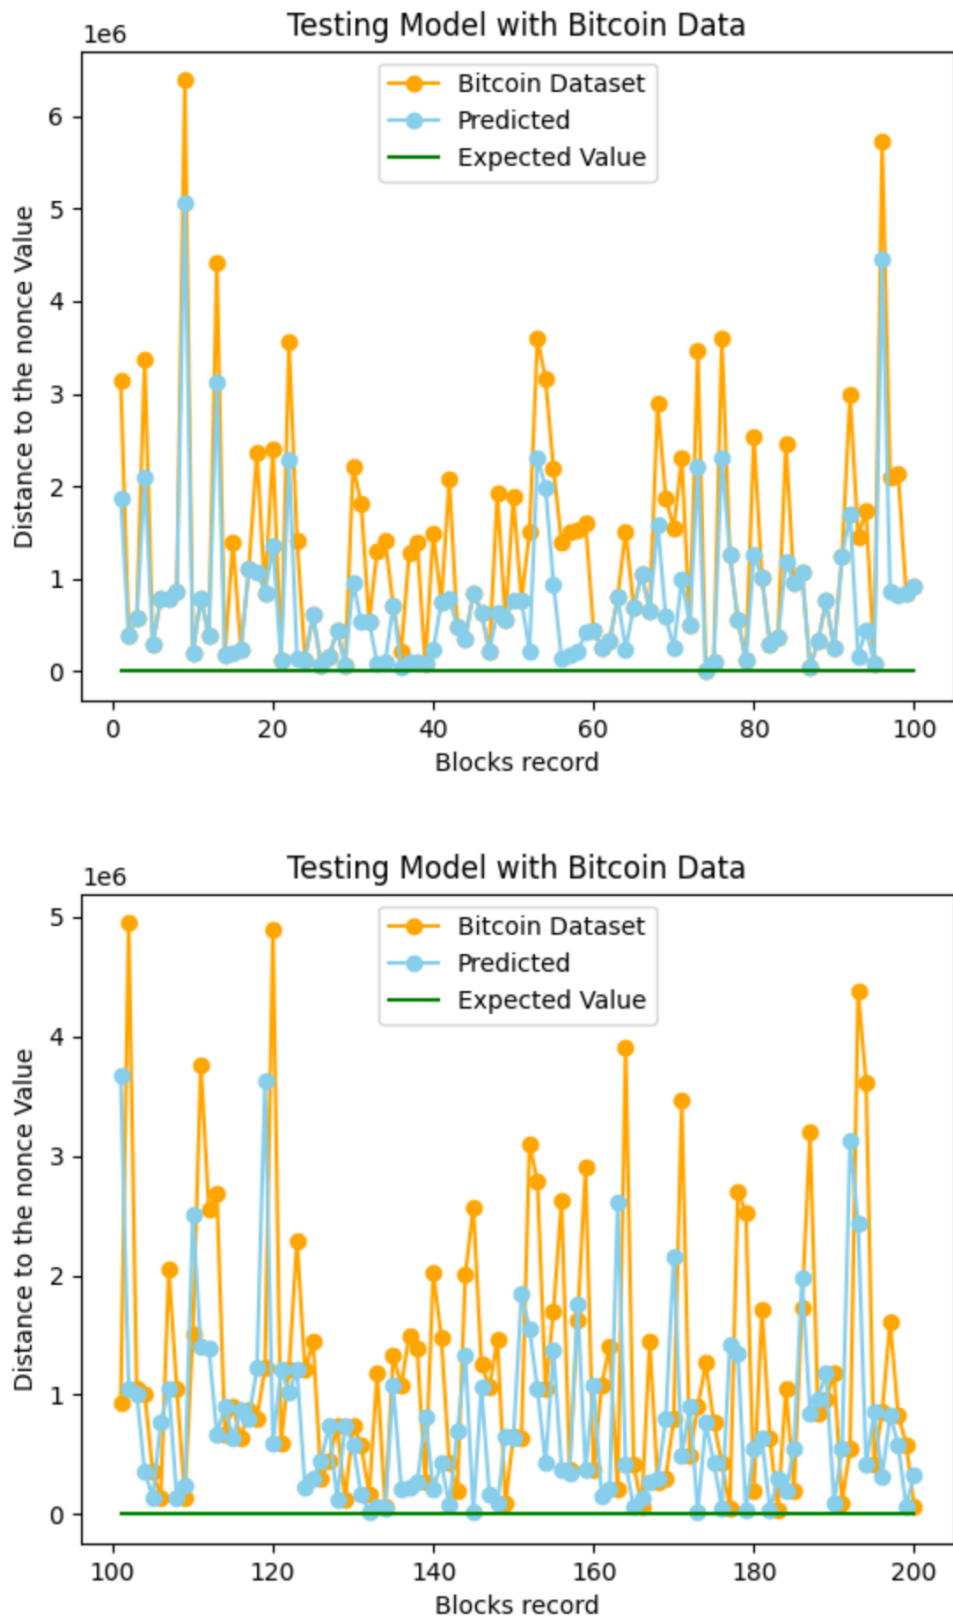 Testing Model with Bitcoin Data
1e6
Bitcoin Dataset
Predicted
Expected Value
6
5
4
3
2
1
0
Distance to the nonce Value
0 20 40 60 80 100
Blocks record
Testing Model with Bitcoin Data
1e6
Bitcoin Dataset
Predicted
Expected Value
5
4
3
2
1
0
Distance to the nonce Value
100 120 140 160 180 200
Blocks record